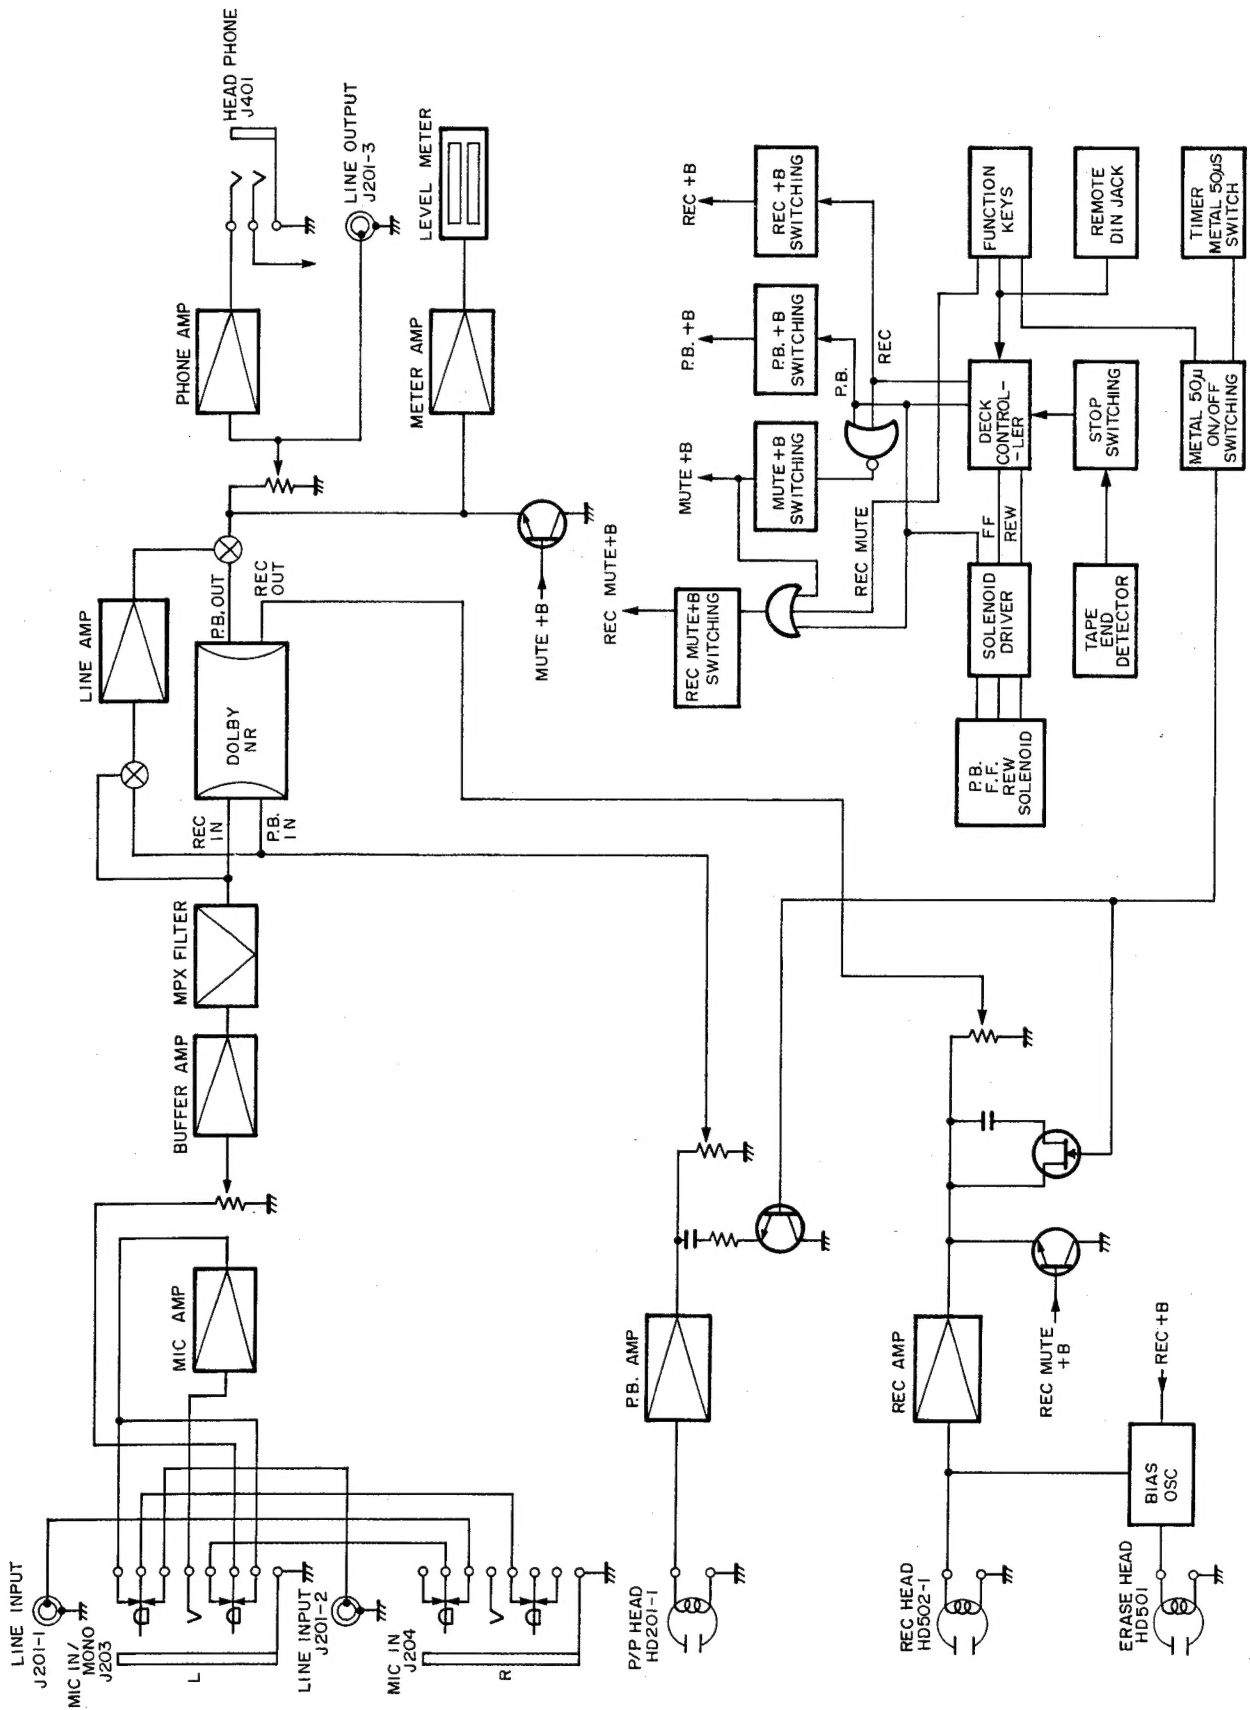 LINE INPUT
J201-1
MIC IN/
MONO
J203
L
LINE INPUT
J201-2
MIC IN
J204
R
P/P HEAD
HD201-1
REC HEAD
HD502-1
ERASE HEAD
HD501
MIC AMP
BUFFER AMP
MPX FILTER
REC
IN
P.B.
IN
DOLBY
NR
P.B. OUT
REC
OUT
LINE AMP
PHONE AMP
METER AMP
HEAD PHONE
J401
LINE OUTPUT
J201-3
LEVEL METER
MUTE +B
P.B. AMP
REC AMP
REC MUTE
+B
BIAS
OSC
REC +B
REC MUTE+B
REC MUTE+B
SWITCHING
MUTE +B
MUTE +B
SWITCHING
P.B. +B
P.B. +B
SWITCHING
REC +B
REC +B
SWITCHING
REC MUTE
P.B.
REC
P.B.
F.F.
REW
SOLENOID
SOLENOID
DRIVER
FF
REW
DECK
CONTROL-
-LER
FUNCTION
KEYS
TAPE
END
DETECTOR
STOP
SWITCHING
REMOTE
DIN JACK
METAL 50μ
ON/OFF
SWITCHING
TIMER
METAL 50μS
SWITCH